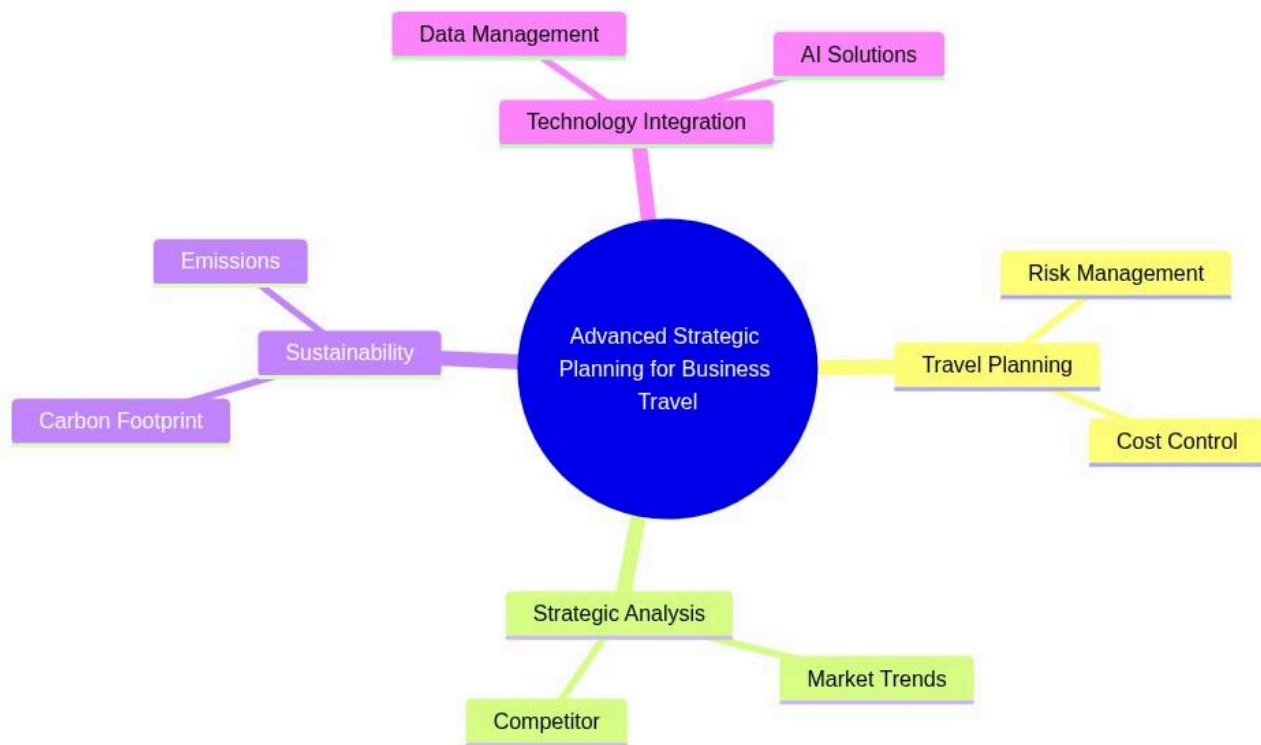 Data Management
AI Solutions
Technology Integration
Emissions
Risk Management
Advanced Strategic
Planning for Business
Travel
Sustainability
Travel Planning
Carbon Footprint
Cost Control
Strategic Analysis
Market Trends
Competitor